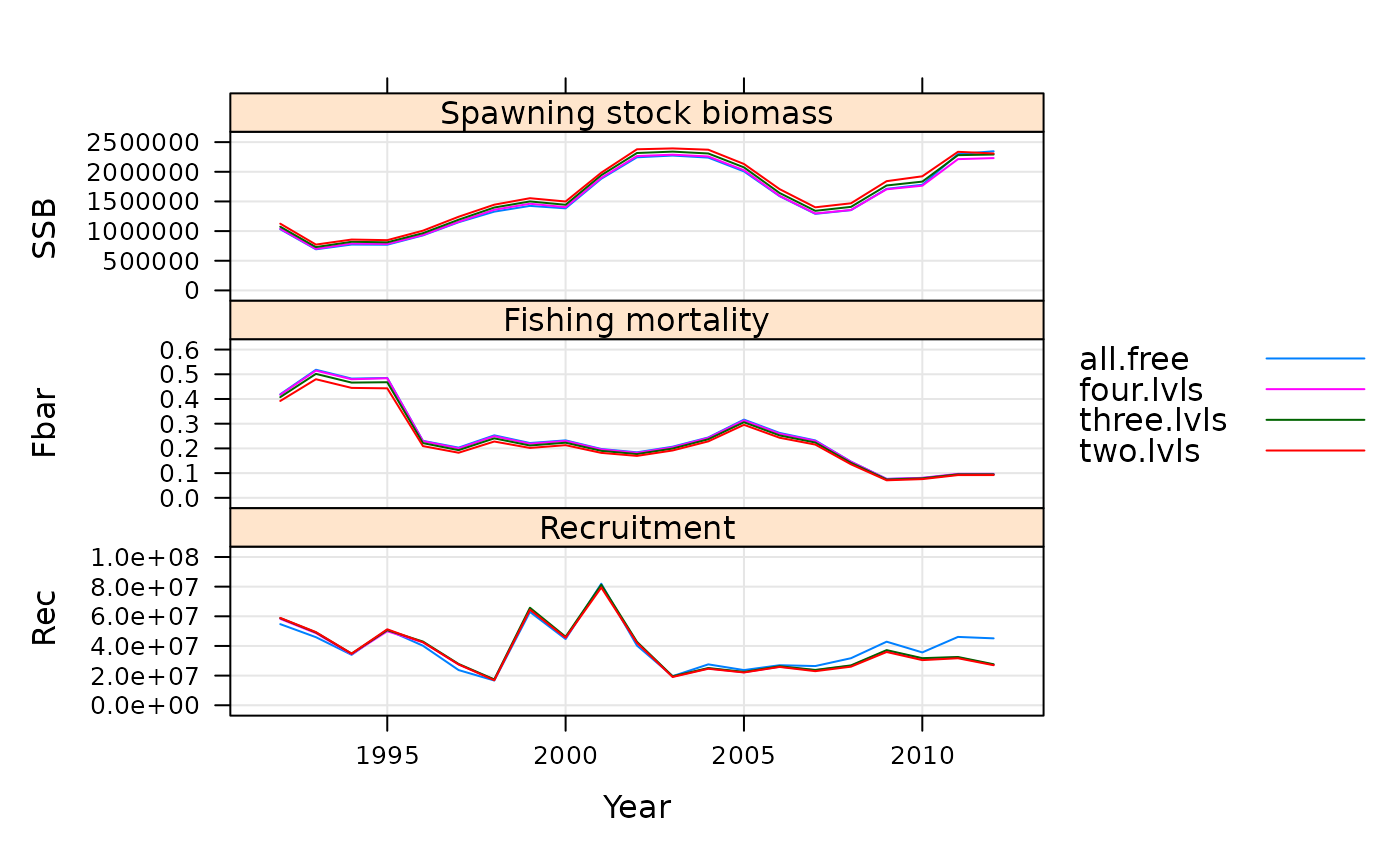 Spawning stock biomass
SSB
2500000
2000000
1500000
1000000
500000
0
Fishing mortality
Fbar
0.6
0.5
0.4
0.3
0.2
0.1
0.0
Recruitment
Rec
1.0e+08
8.0e+07
6.0e+07
4.0e+07
2.0e+07
0.0e+00
1995 2000 2005 2010
Year
all.free
four.lvls
three.lvls
two.lvls